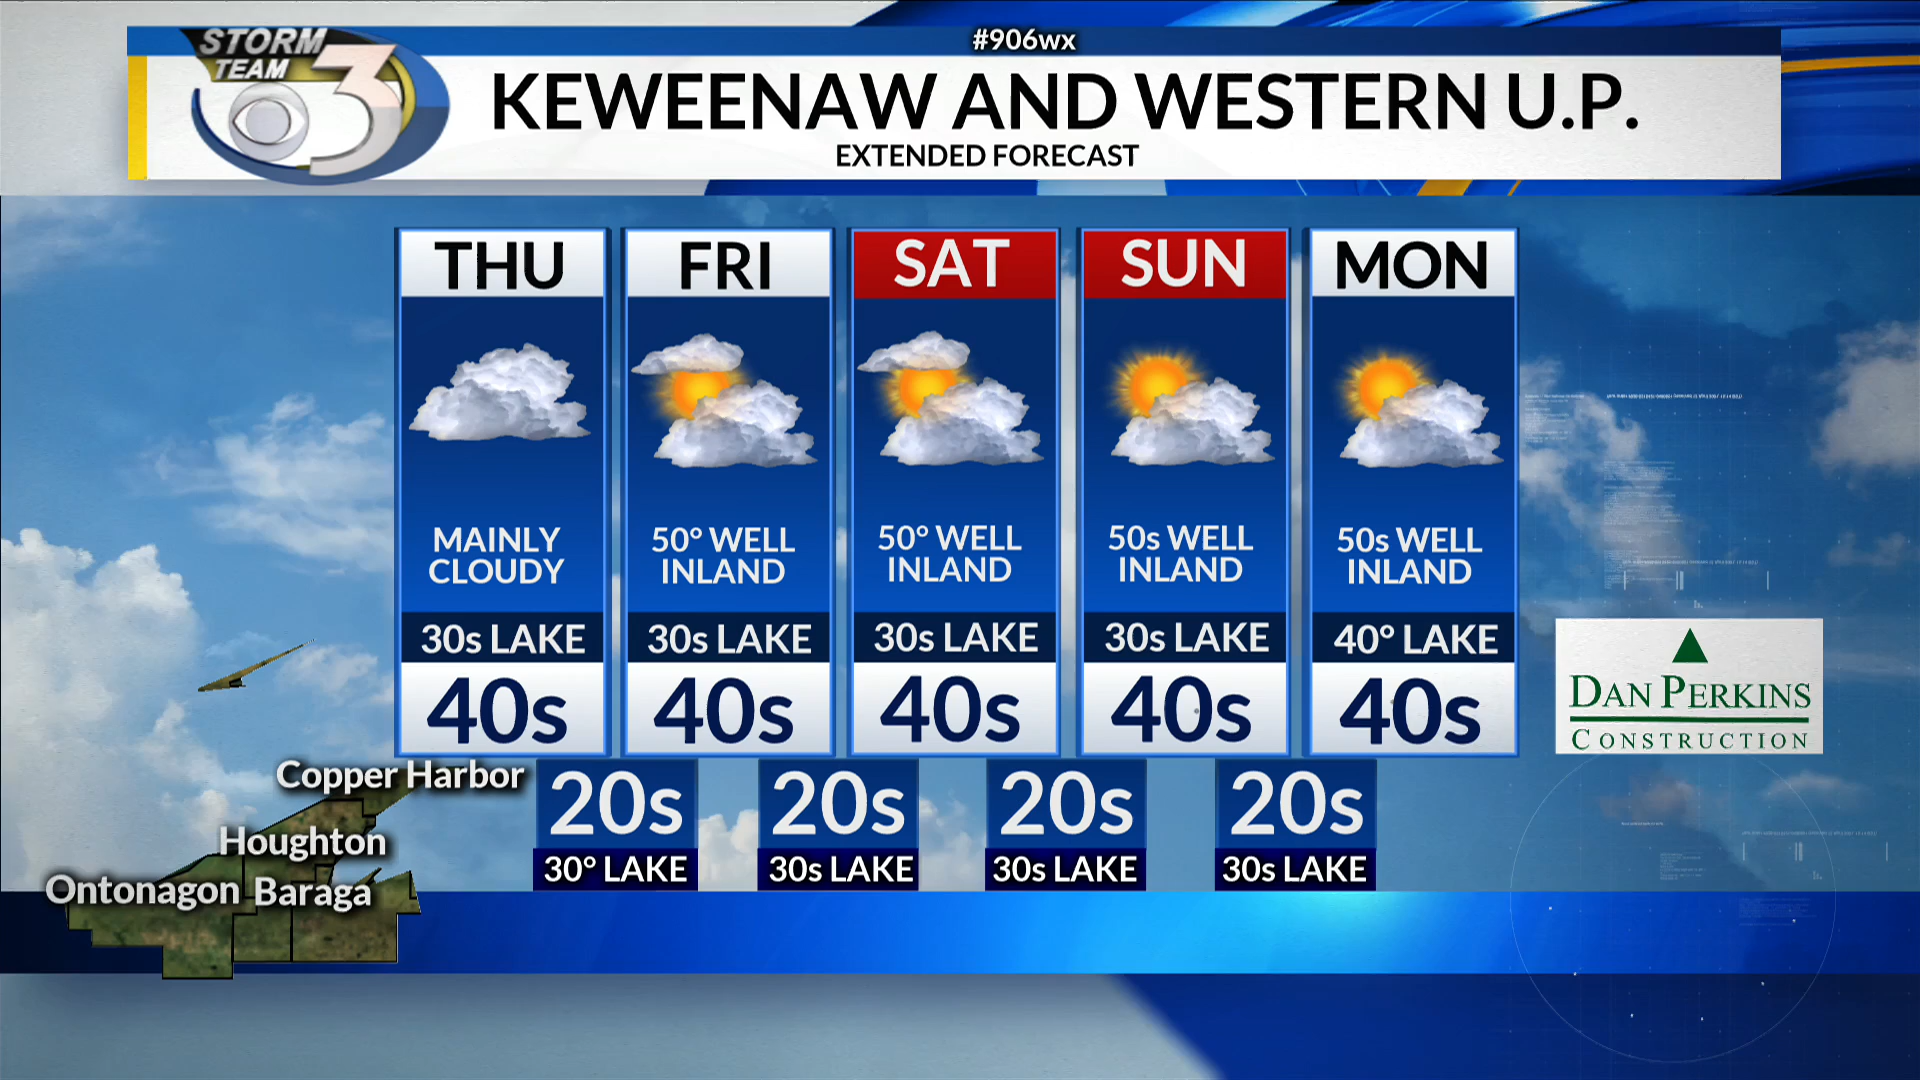 #906wx
STORM
TEAM
3
KEWEENAW AND WESTERN U.P.
EXTENDED FORECAST
THU
FRI
SAT
SUN
MON
MAINLY
CLOUDY
50° WELL
INLAND
50° WELL
INLAND
50s WELL
INLAND
50s WELL
INLAND
30s LAKE
30s LAKE
30s LAKE
30s LAKE
40° LAKE
40s
40s
40s
40s
40s
20s
20s
20s
20s
30° LAKE
30s LAKE
30s LAKE
30s LAKE
Copper Harbor
Houghton
Ontonagon
Baraga
DAN PERKINS
CONSTRUCTION